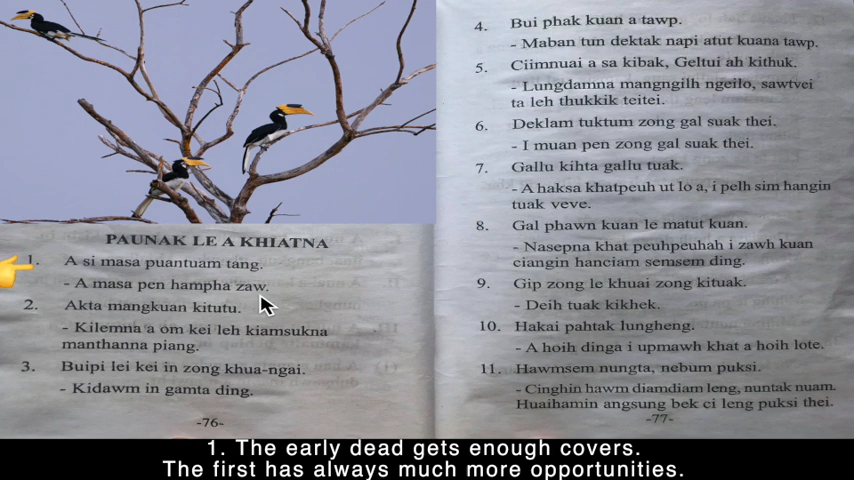 PAUNAK LE A KHIATNA
1. A si masa puantuam tang.
- A masa pen hampha zaw.
2. Akta mangkuan kitutu.
- Kilemna a om kei leh kiamsukna
manthanna piang.
3. Buipi lei kei in zong khua-ngai.
- Kidawm in gamta ding.
-76-
4. Bui phak kuan a tawp.
- Maban tun dektak napi atut kuana tawp.
5. Ciimnuai a sa kibak, Geltui ah kithuk.
- Lungdamna mangngilh ngeilo, sawtvei
ta leh thukkik teitei.
6. Deklam tuktum zong gal suak thei.
- I muan pen zong gal suak thei.
7. Gallu kihta gallu tuak.
- A haksa khatpeuh ut lo a, i pelh sim hangin
tuak veve.
8. Gal phawn kuan le matut kuan.
- Nasepna khat peuhpeuhah i zawh kuan
ciangin hanciam semsem ding.
9. Gip zong le khuai zong kituak.
- Deih tuak kikhek.
10. Hakai pahtak lungheng.
- A hoih dinga i upmawh khat a hoih lote.
11. Hawmsem nungta, nebum puksi.
- Cinghin hawm diamdiam leng, nuntak nuam.
Huaihamin angsung bek ci leng puksi thei.
-77-
1. The early dead gets enough covers.
The first has always much more opportunities.